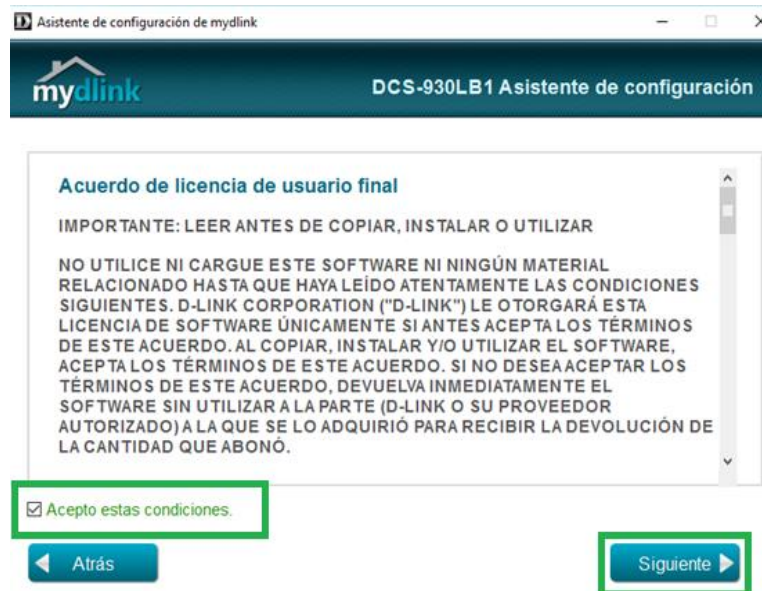 Asistente de configuración de mydlink
mydlink
DCS-930LB1 Asistente de configuración
Acuerdo de licencia de usuario final
IMPORTANTE: LEER ANTES DE COPIAR, INSTALAR O UTILIZAR
NO UTILICE NI CARGUE ESTE SOFTWARE NI NINGÚN MATERIAL
RELACIONADO HASTA QUE HAYA LEÍDO ATENTAMENTE LAS CONDICIONES
SIGUIENTES. D-LINK CORPORATION ("D-LINK") LE OTORGARÁ ESTA
LICENCIA DE SOFTWARE ÚNICAMENTE SI ANTES ACEPTA LOS TÉRMINOS
DE ESTE ACUERDO. AL COPIAR, INSTALAR Y/O UTILIZAR EL SOFTWARE,
ACEPTA LOS TÉRMINOS DE ESTE ACUERDO. SI NO DESEA ACEPTAR LOS
TÉRMINOS DE ESTE ACUERDO, DEVUELVA INMEDIATAMENTE EL
SOFTWARE SIN UTILIZAR A LA PARTE (D-LINK O SU PROVEEDOR
AUTORIZADO) A LA QUE SE LO ADQUIRIÓ PARA RECIBIR LA DEVOLUCIÓN DE
LA CANTIDAD QUE ABONÓ.
Acepto estas condiciones.
Atrás
Siguiente